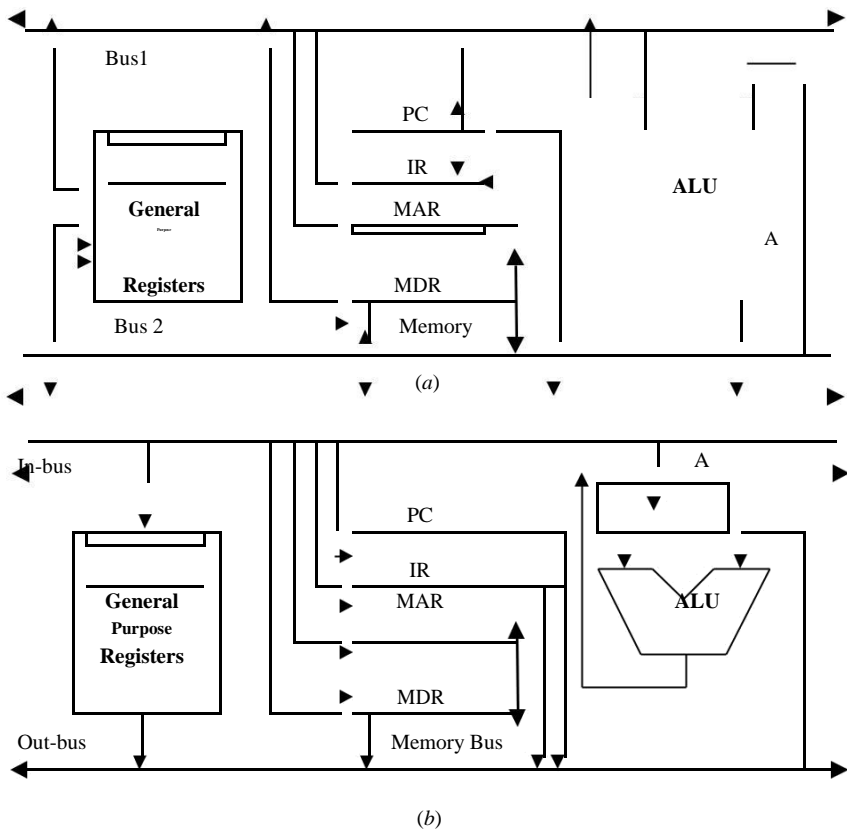 Bus1
PC
IR
ALU
General
MAR
Purpose
A
Registers
MDR
Bus 2
Memory
(a)
In-bus
A
PC
IR
General
MAR
ALU
Purpose
Registers
MDR
Out-bus
Memory Bus
(b)